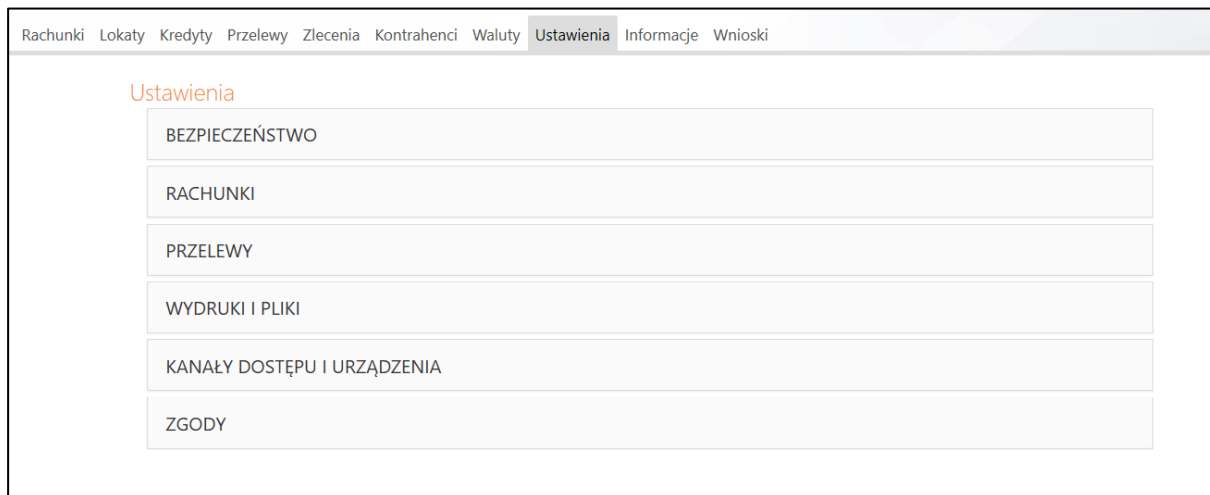 Rachunki Lokaty Kredyty Przelewy Zlecenia Kontrahenci Waluty Ustawienia Informacje Wnioski
Ustawienia
BEZPIECZEŃSTWO
RACHUNKI
PRZELEWY
WYDRUKI I PLIKI
KANAŁY DOSTĘPU I URZĄDZENIA
ZGODY